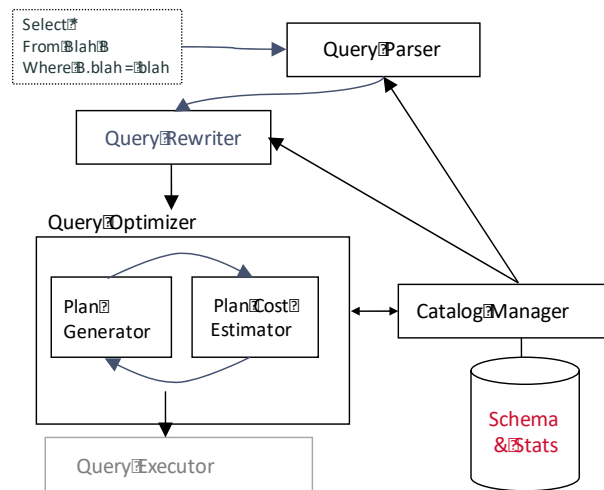 Select *
From Blah B
Where B.blah = blah
Query Parser
Query Rewriter
Query Optimizer
Plan
Generator
Plan Cost
Estimator
Catalog Manager
Schema
& Stats
Query Executor